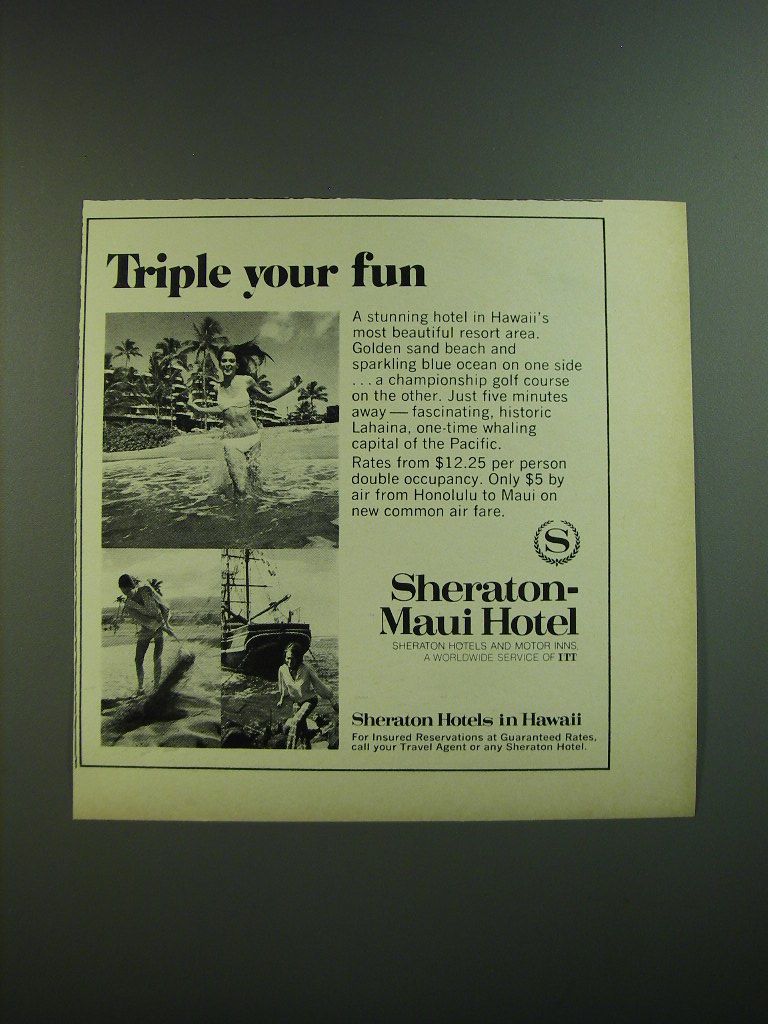 Triple your fun
A stunning hotel in Hawaii's
most beautiful resort area.
Golden sand beach and
sparkling blue ocean on one side
. . . a championship golf course
on the other. Just five minutes
away — fascinating, historic
Lahaina, one-time whaling
capital of the Pacific.
Rates from $12.25 per person
double occupancy. Only $5 by
air from Honolulu to Maui on
new common air fare.
S
Sheraton-
Maui Hotel
SHERATON HOTELS AND MOTOR INNS,
A WORLDWIDE SERVICE OF ITT
Sheraton Hotels in Hawaii
For Insured Reservations at Guaranteed Rates,
call your Travel Agent or any Sheraton Hotel.